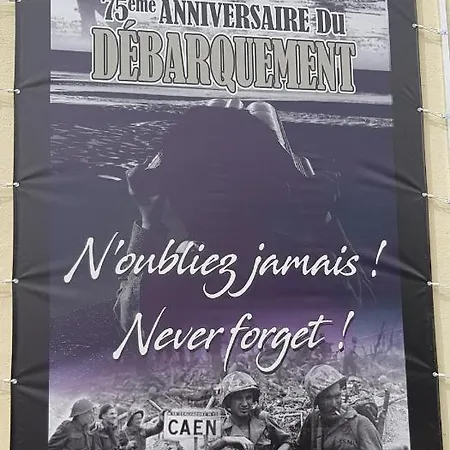 75ème ANNIVERSAIRE DU
DÉBARQUEMENT
N'oubliez jamais !
Never forget !
CAEN